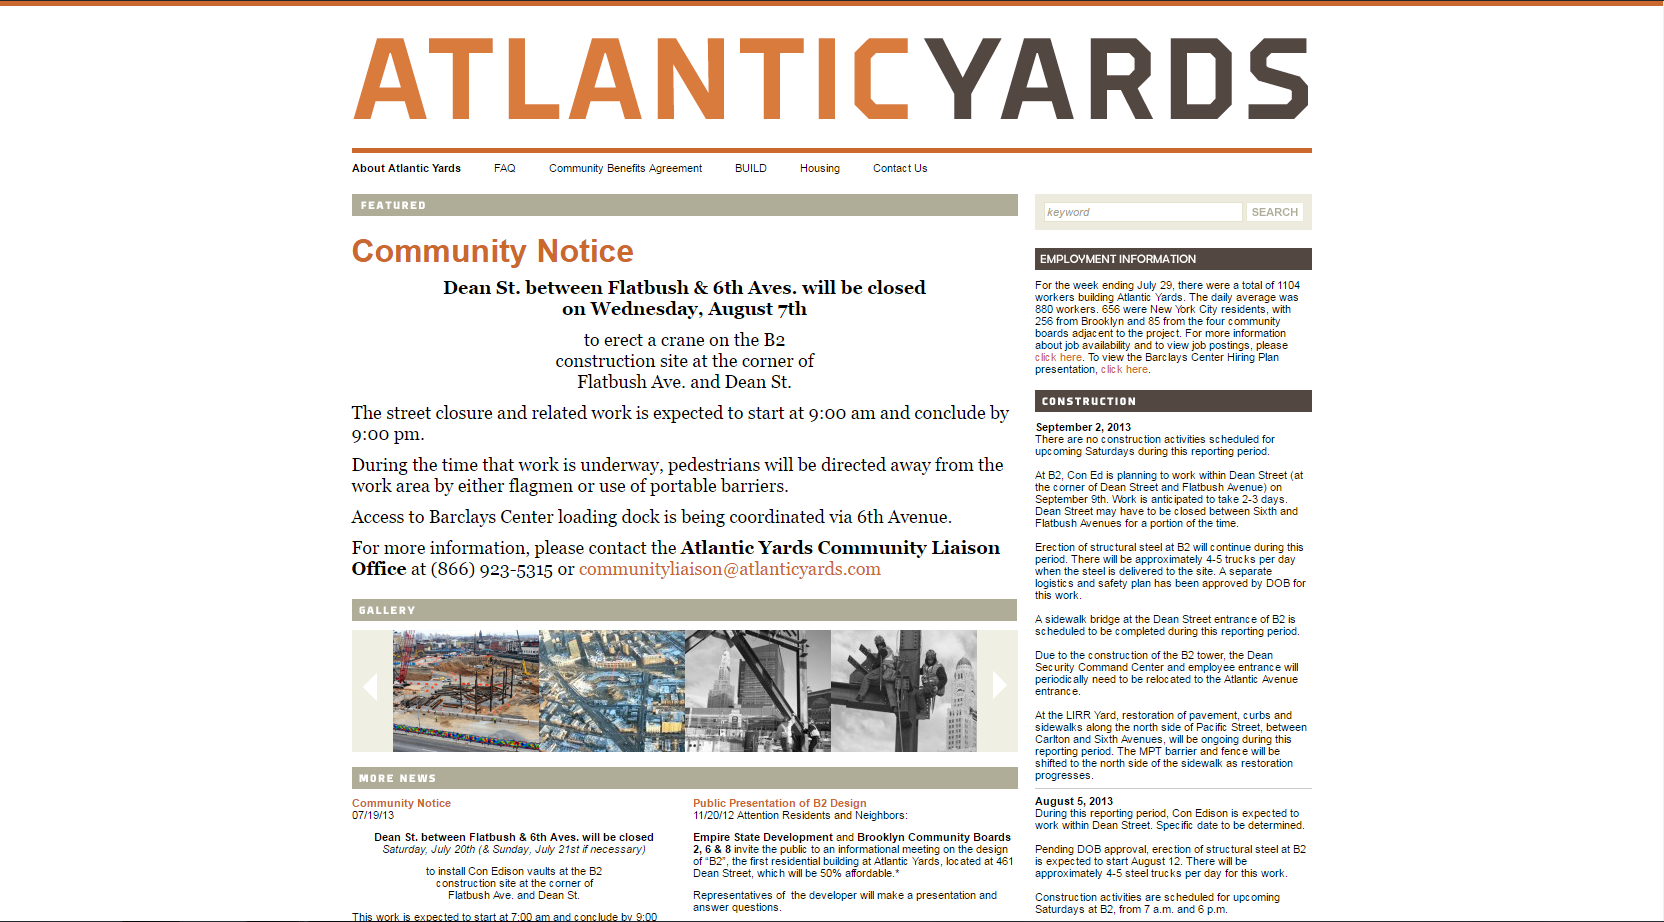 ATLANTICYARDS
About Atlantic Yards FAQ Community Benefits Agreement BUILD Housing Contact Us
FEATURED
Community Notice
Dean St. between Flatbush & 6th Aves. will be closed
on Wednesday, August 7th
to erect a crane on the B2
construction site at the corner of
Flatbush Ave. and Dean St.
The street closure and related work is expected to start at 9:00 am and conclude by
9:00 pm.
During the time that work is underway, pedestrians will be directed away from the
work area by either flagmen or use of portable barriers.
Access to Barclays Center loading dock is being coordinated via 6th Avenue.
For more information, please contact the Atlantic Yards Community Liaison
Office at (866) 923-5315 or communityliaison@atlanticyards.com
GALLERY
MORE NEWS
Community Notice
07/19/13
Dean St. between Flatbush & 6th Aves. will be closed
Saturday, July 20th (& Sunday, July 21st if necessary)
to install Con Edison vaults at the B2
construction site at the corner of
Flatbush Ave. and Dean St.
This work is expected to start at 7:00 am and conclude by 9:00
Public Presentation of B2 Design
11/20/12 Attention Residents and Neighbors:
Empire State Development and Brooklyn Community Boards
2, 6 & 8 invite the public to an informational meeting on the design
of “B2”, the first residential building at Atlantic Yards, located at 461
Dean Street, which will be 50% affordable.*
Representatives of the developer will make a presentation and
answer questions.
keyword SEARCH
EMPLOYMENT INFORMATION
For the week ending July 29, there were a total of 1104
workers building Atlantic Yards. The daily average was
880 workers. 656 were New York City residents, with
256 from Brooklyn and 85 from the four community
boards adjacent to the project. For more information
about job availability and to view job postings, please
click here. To view the Barclays Center Hiring Plan
presentation, click here.
CONSTRUCTION
September 2, 2013
There are no construction activities scheduled for
upcoming Saturdays during this reporting period.
At B2, Con Ed is planning to work within Dean Street (at
the corner of Dean Street and Flatbush Avenue) on
September 9th. Work is anticipated to take 2-3 days.
Dean Street may have to be closed between Sixth and
Flatbush Avenues for a portion of the time.
Erection of structural steel at B2 will continue during this
period. There will be approximately 4-5 trucks per day
when the steel is delivered to the site. A separate
logistics and safety plan has been approved by DOB for
this work.
A sidewalk bridge at the Dean Street entrance of B2 is
scheduled to be completed during this reporting period.
Due to the construction of the B2 tower, the Dean
Security Command Center and employee entrance will
periodically need to be relocated to the Atlantic Avenue
entrance.
At the LIRR Yard, restoration of pavement, curbs and
sidewalks along the north side of Pacific Street, between
Carlton and Sixth Avenues, will be ongoing during this
reporting period. The MPT barrier and fence will be
shifted to the north side of the sidewalk as restoration
progresses.
August 5, 2013
During this reporting period, Con Edison is expected to
work within Dean Street. Specific date to be determined.
Pending DOB approval, erection of structural steel at B2
is expected to start August 12. There will be
approximately 4-5 steel trucks per day for this work.
Construction activities are scheduled for upcoming
Saturdays at B2, from 7 a.m. and 6 p.m.